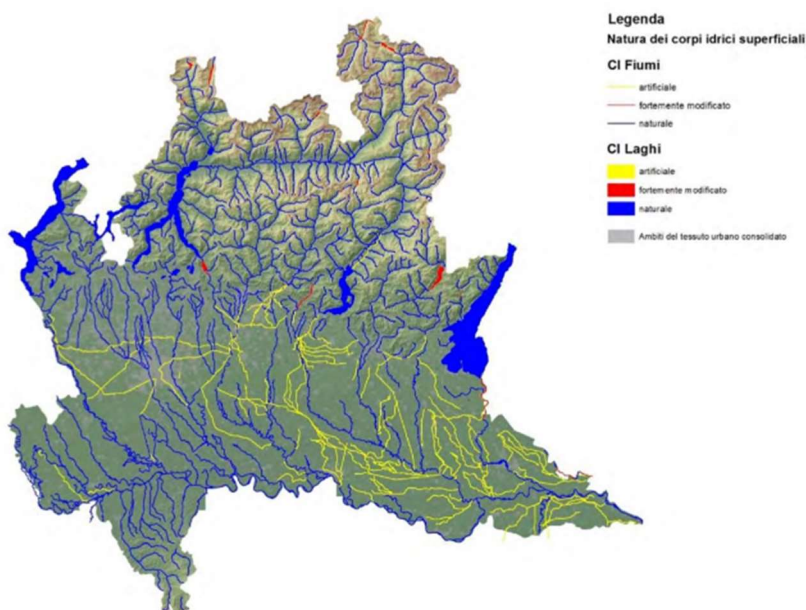 Legenda
Natura dei corpi idrici superficiali
CI Fiumi
artificiale
fortemente modificato
naturale
CI Laghi
artificiale
fortemente modificato
naturale
Ambiti del tessuto urbano consolidato